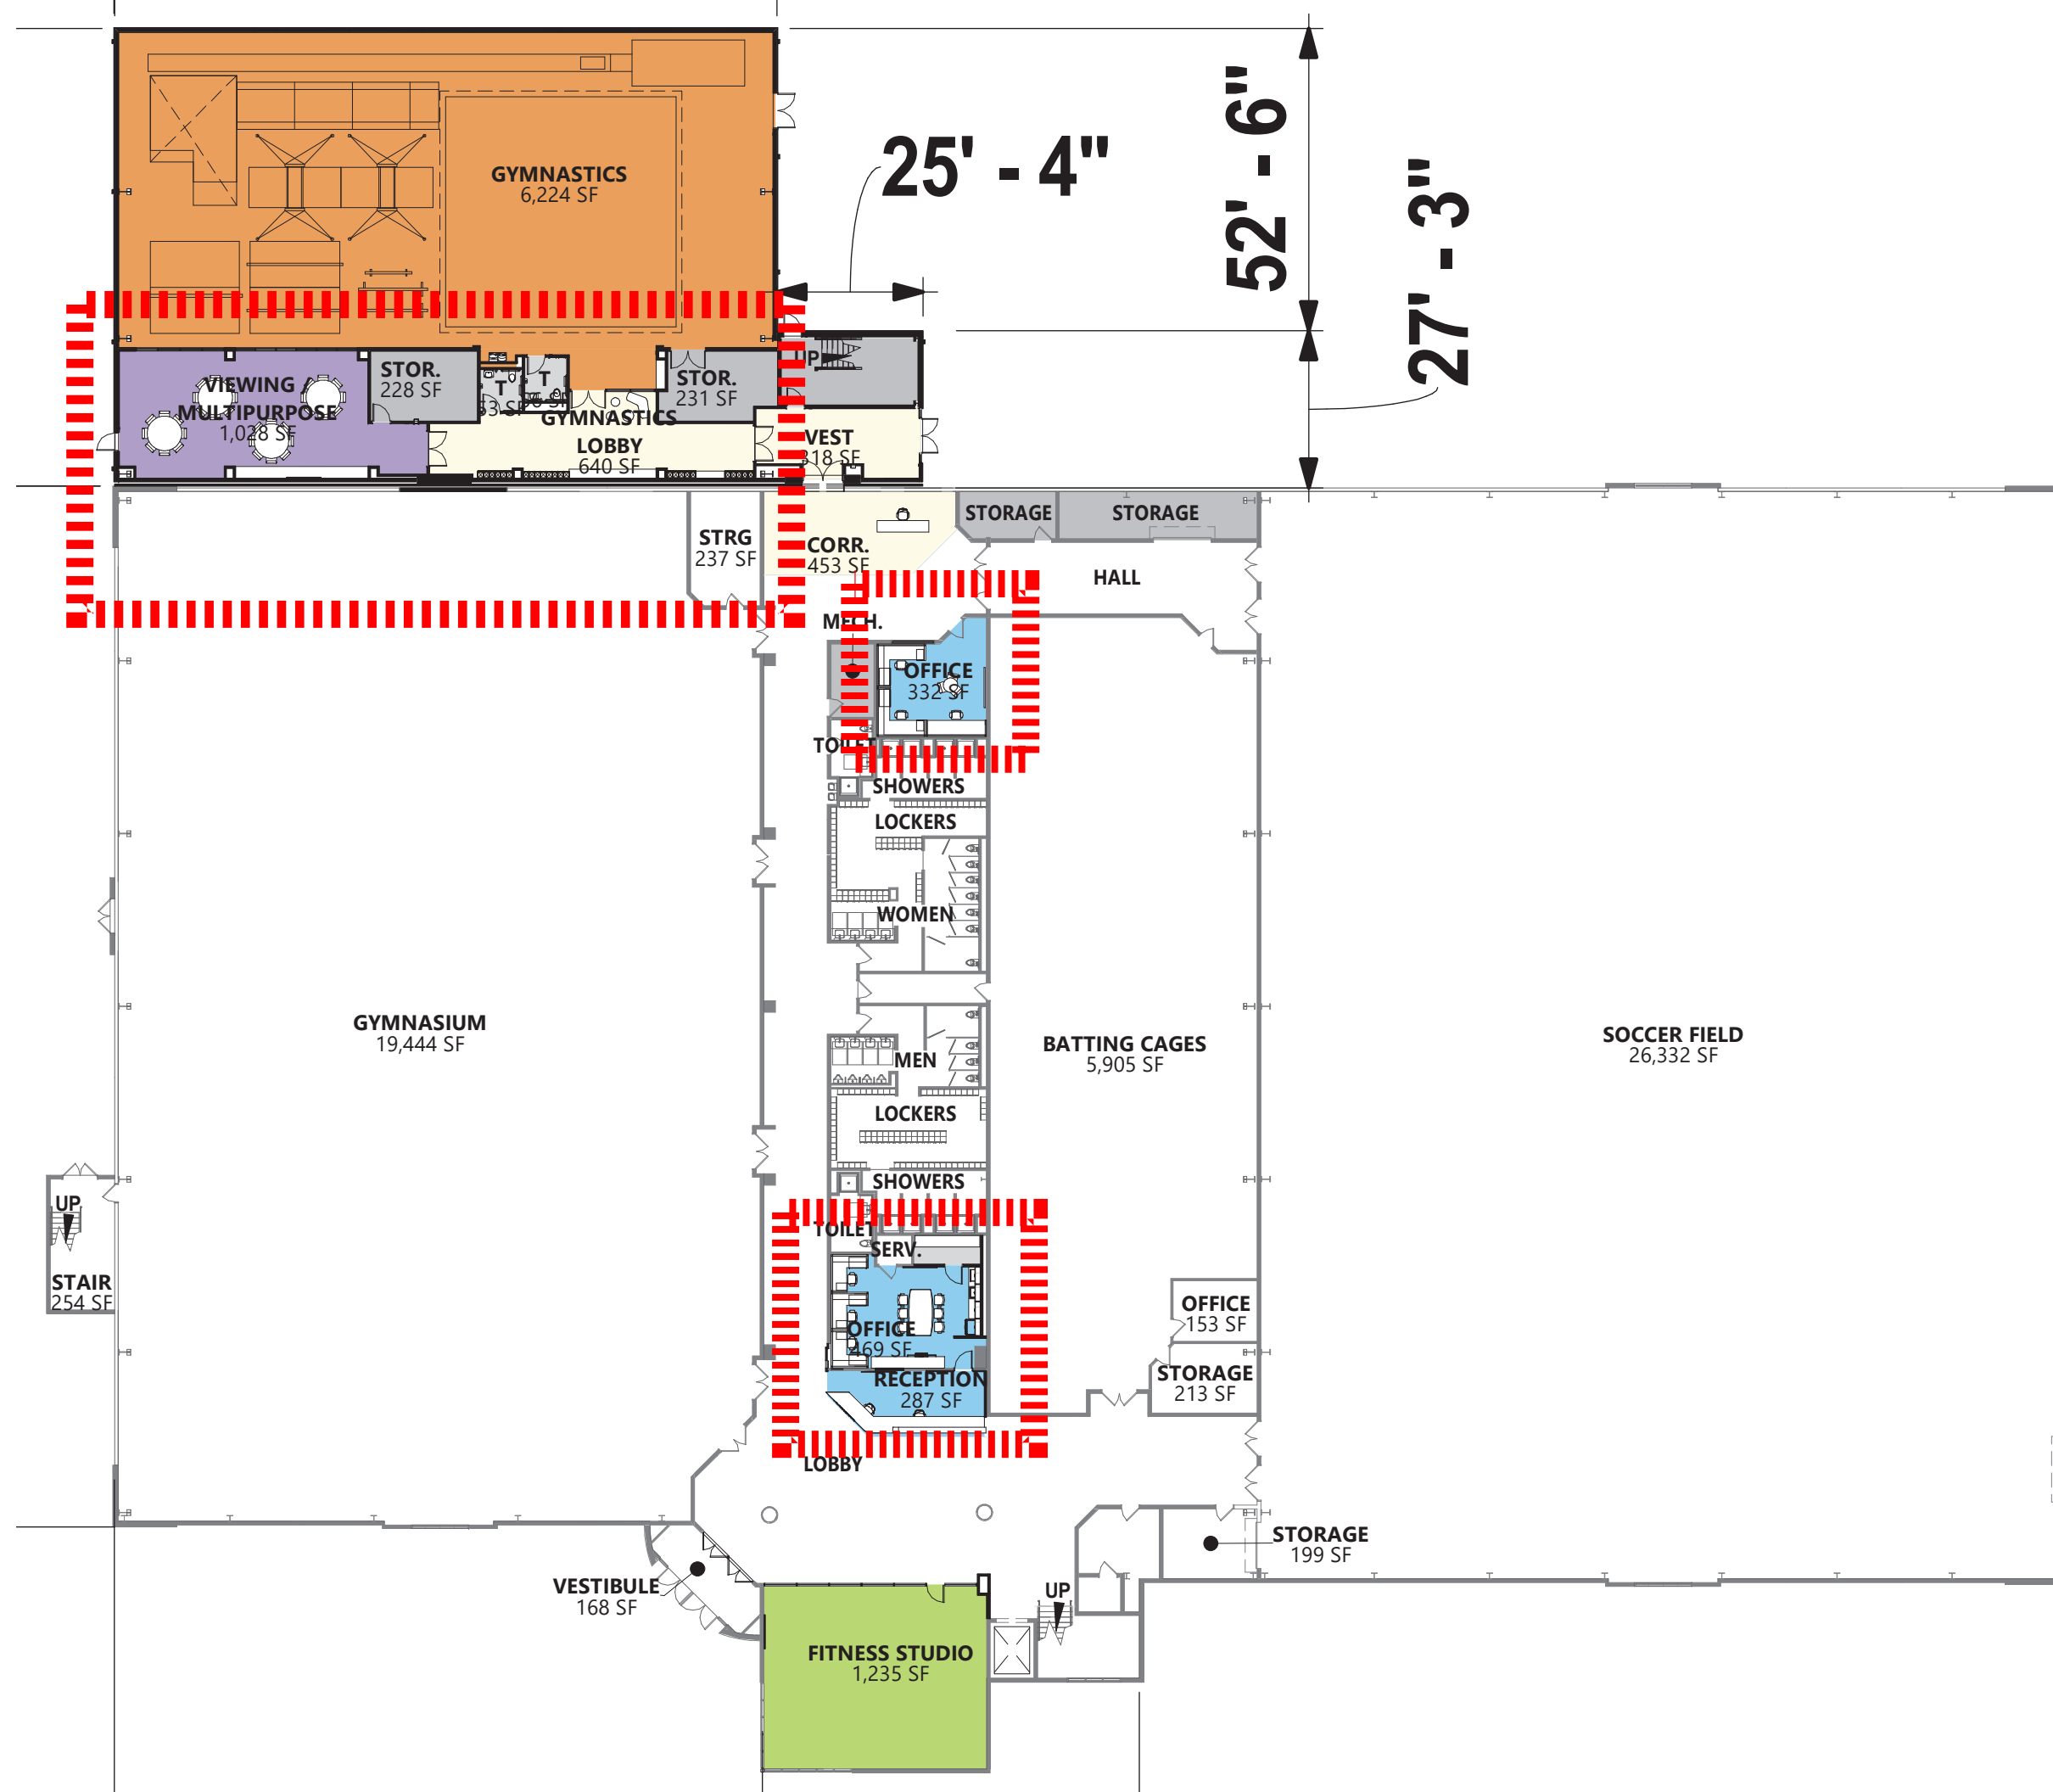 GYMNASTICS
6,224 SF
25' - 4"
52' - 6"
27' - 3"
VIEWING /
MULTIPURPOSE
1,028 SF
STOR.
228 SF
T
53 SF
T
GYMNASTICS
LOBBY
640 SF
STOR.
231 SF
UP
VEST
318 SF
STRG
237 SF
CORR.
453 SF
STORAGE
STORAGE
HALL
MECH.
OFFICE
332 SF
TOILET
SHOWERS
LOCKERS
WOMEN
GYMNASIUM
19,444 SF
MEN
BATTING CAGES
5,905 SF
SOCCER FIELD
26,332 SF
LOCKERS
SHOWERS
UP
STAIR
254 SF
TOILET
SERV.
OFFICE
469 SF
RECEPTION
287 SF
OFFICE
153 SF
STORAGE
213 SF
LOBBY
STORAGE
199 SF
VESTIBULE
168 SF
UP
FITNESS STUDIO
1,235 SF